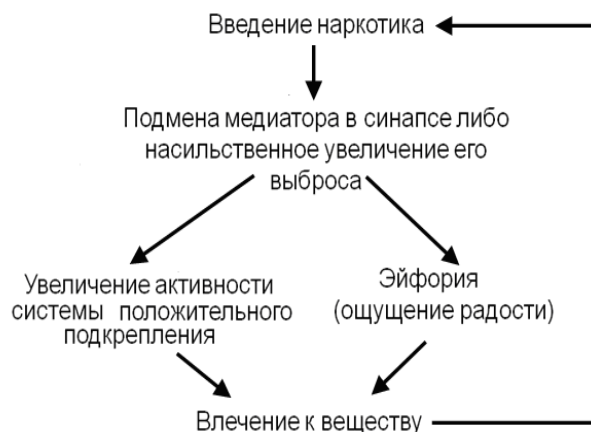 Введение наркотика
Подмена медиатора в синапсе либо
насильственное увеличение его
выброса
Увеличение активности
системы положительного
подкрепления
Эйфория
(ощущение радости)
Влечение к веществу